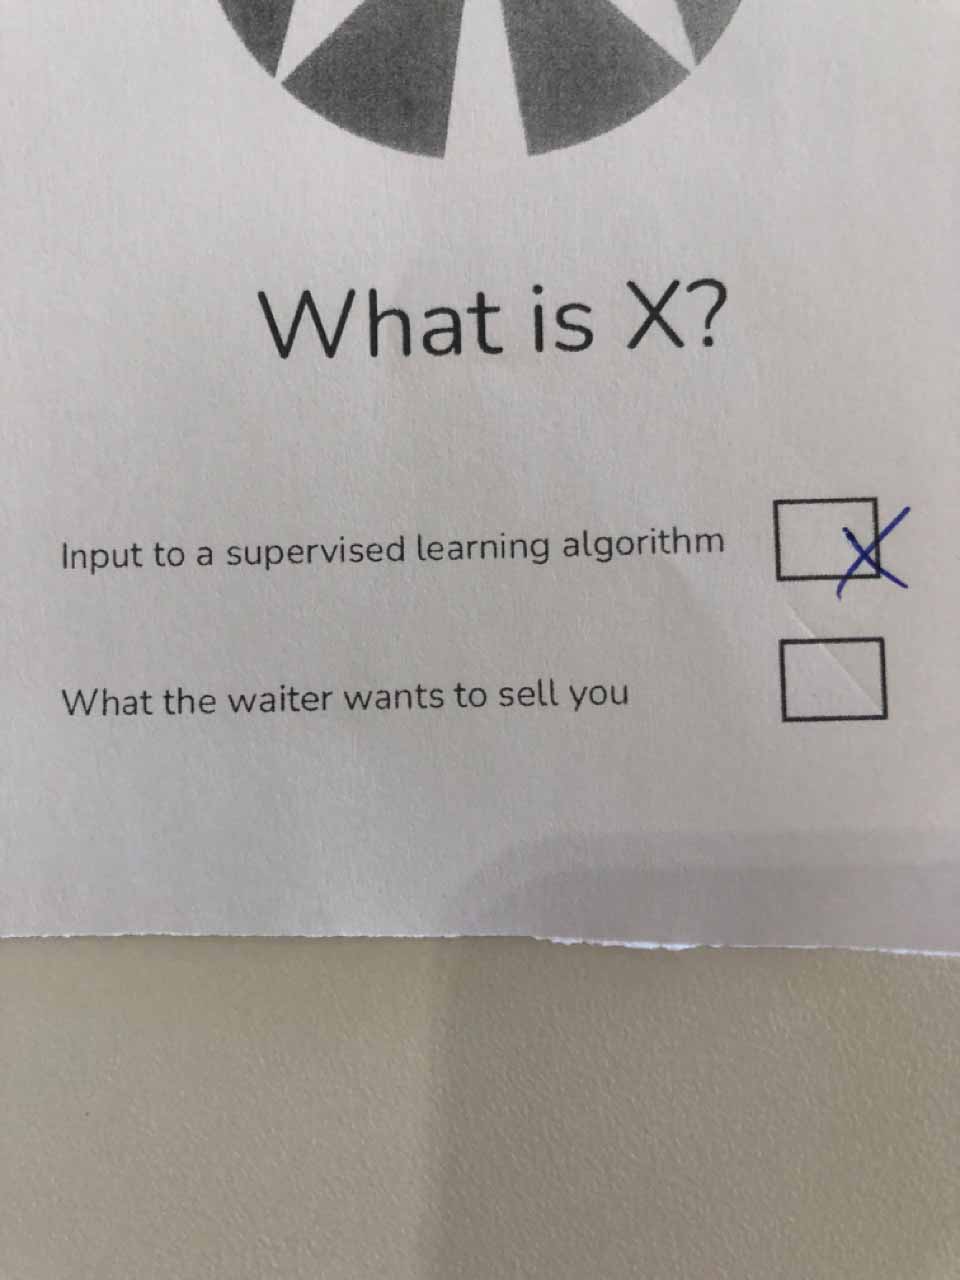 What is X?
Input to a supervised learning algorithm
What the waiter wants to sell you